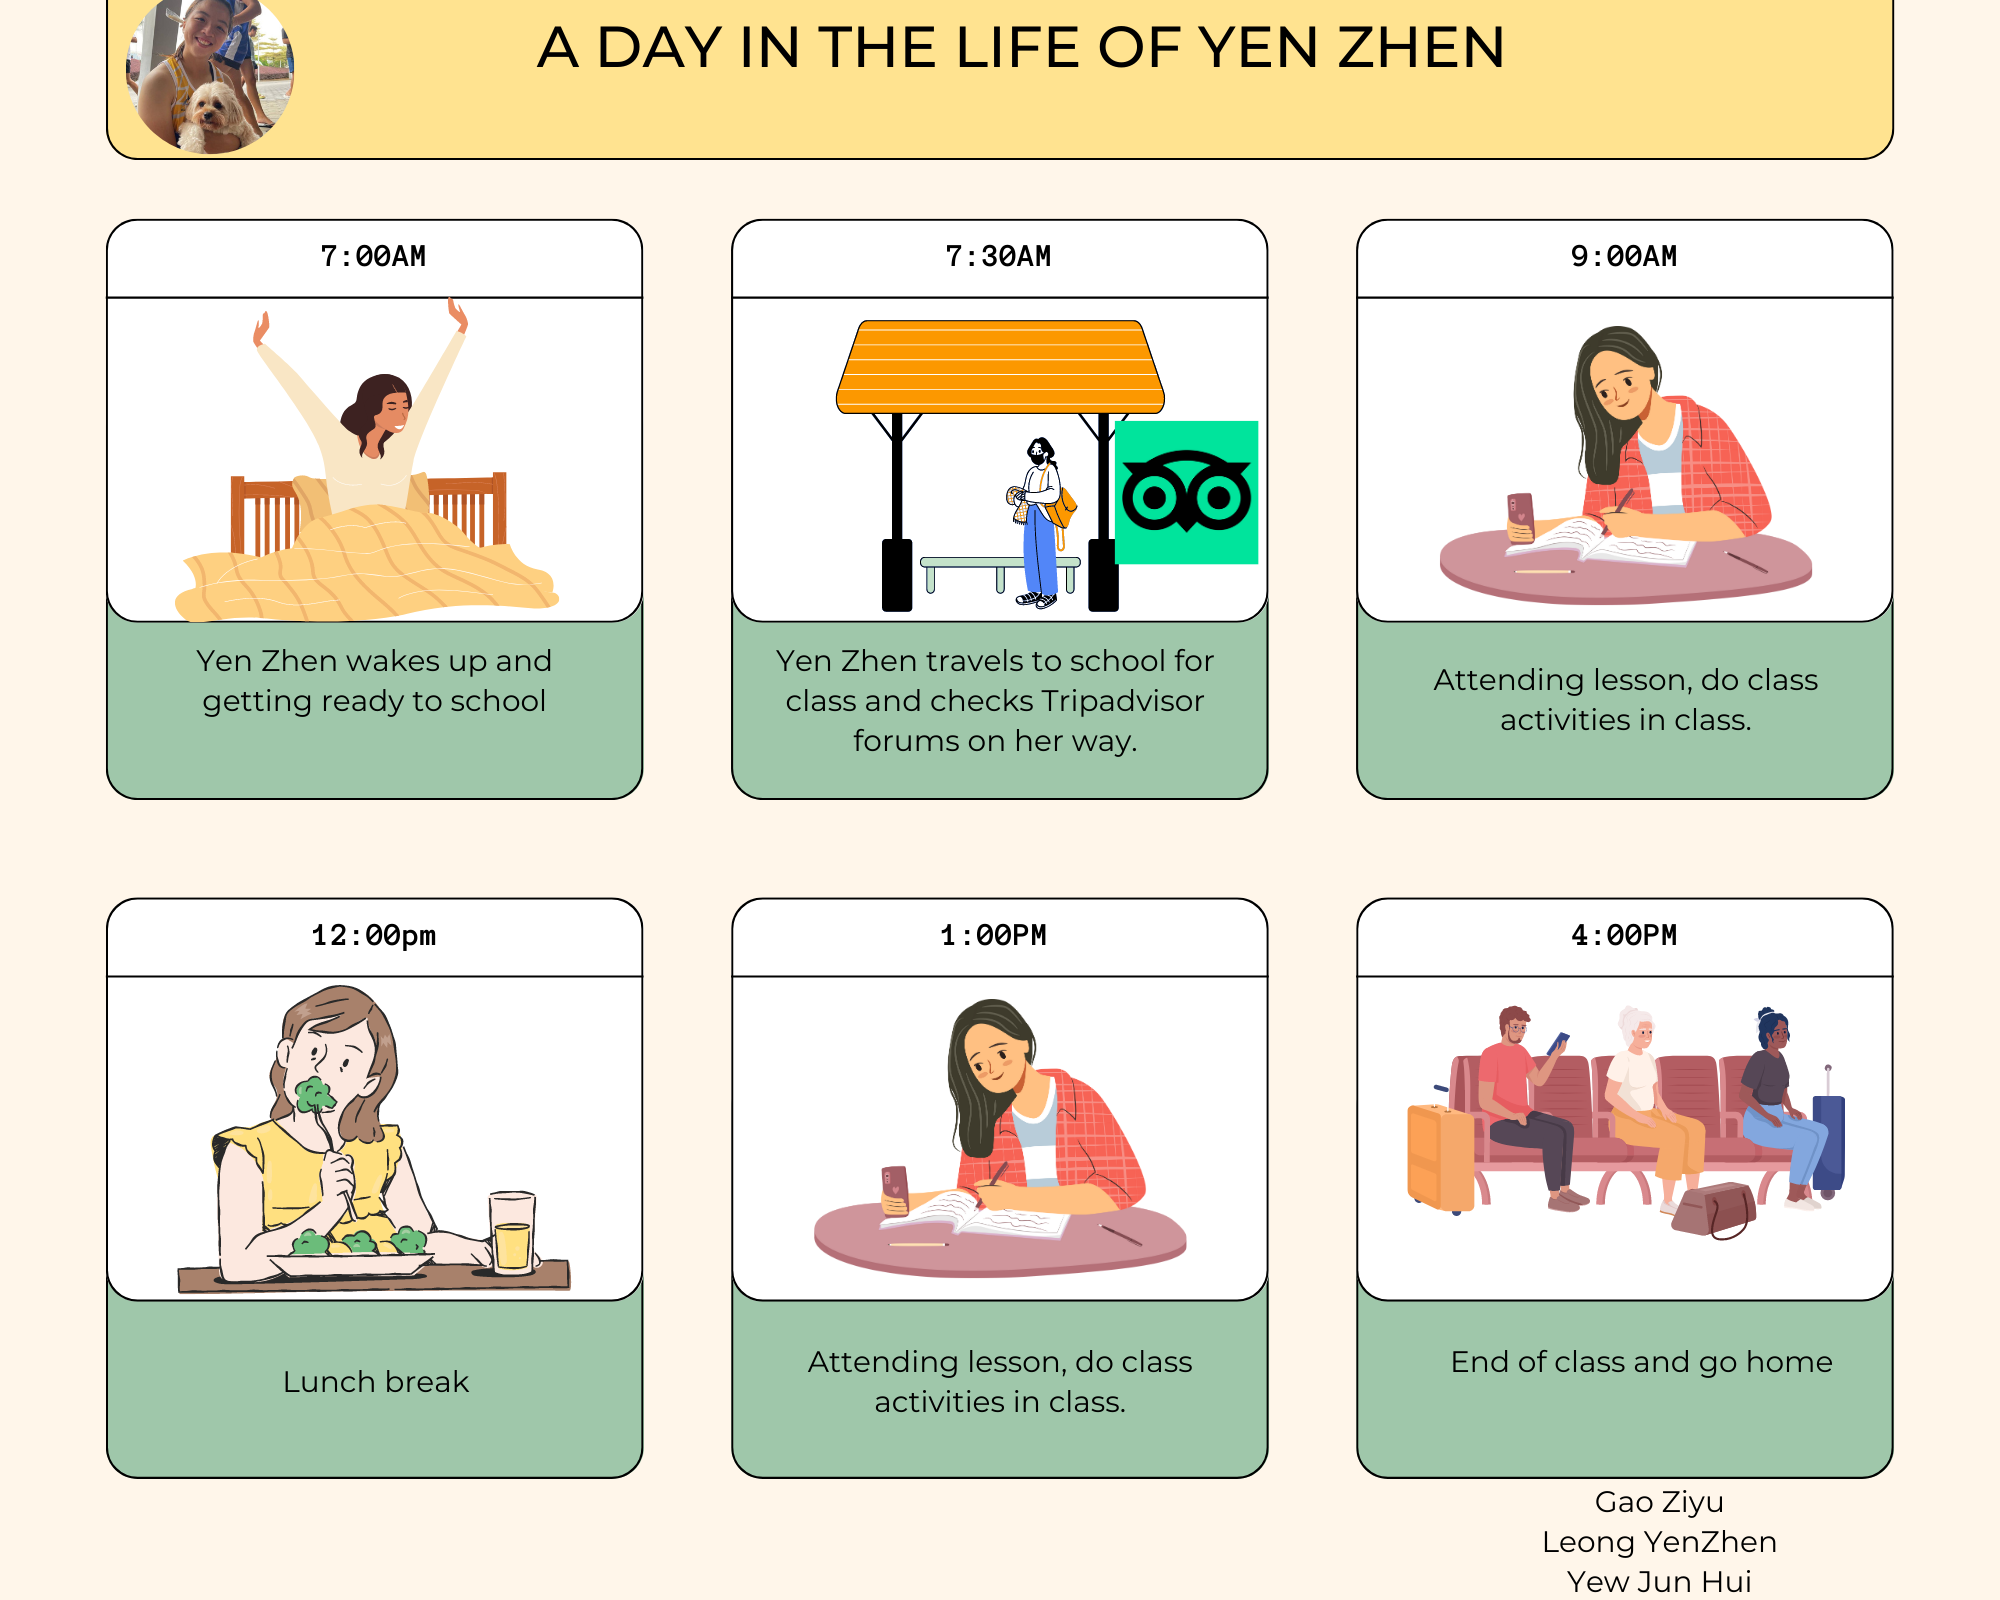 A DAY IN THE LIFE OF YEN ZHEN
7:00AM
Yen Zhen wakes up and
getting ready to school
7:30AM
Yen Zhen travels to school for
class and checks Tripadvisor
forums on her way.
9:00AM
Attending lesson, do class
activities in class.
12:00pm
Lunch break
1:00PM
Attending lesson, do class
activities in class.
4:00PM
End of class and go home
Gao Ziyu
Leong YenZhen
Yew Jun Hui